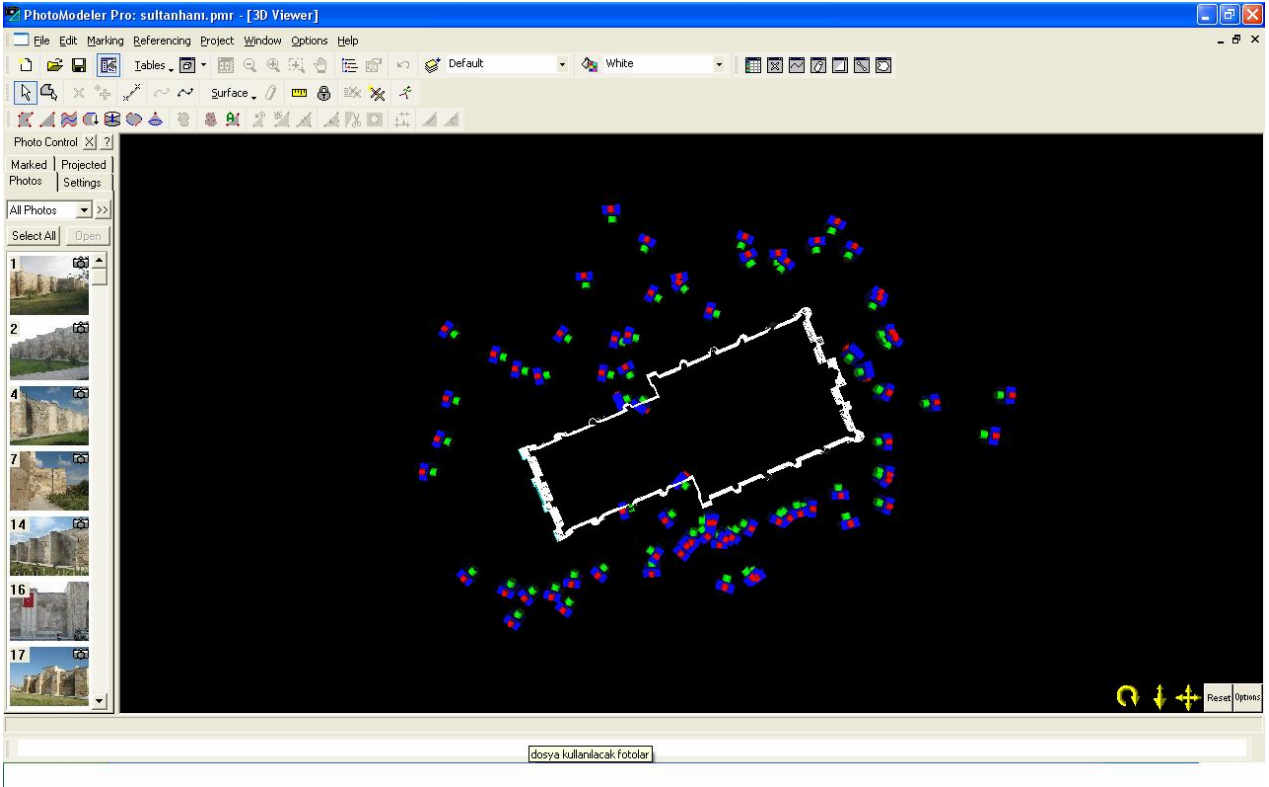 PhotoModeler Pro: sultanhanı.pmr - [3D Viewer]
File Edit Marking Referencing Project Window Options Help
Tables Default White
Surface
Photo Control X ?
Marked Projected
Photos Settings
All Photos >>
Select All Open
1
2
4
7
14
16
17
Reset Options
dosya kullanılacak fotolar